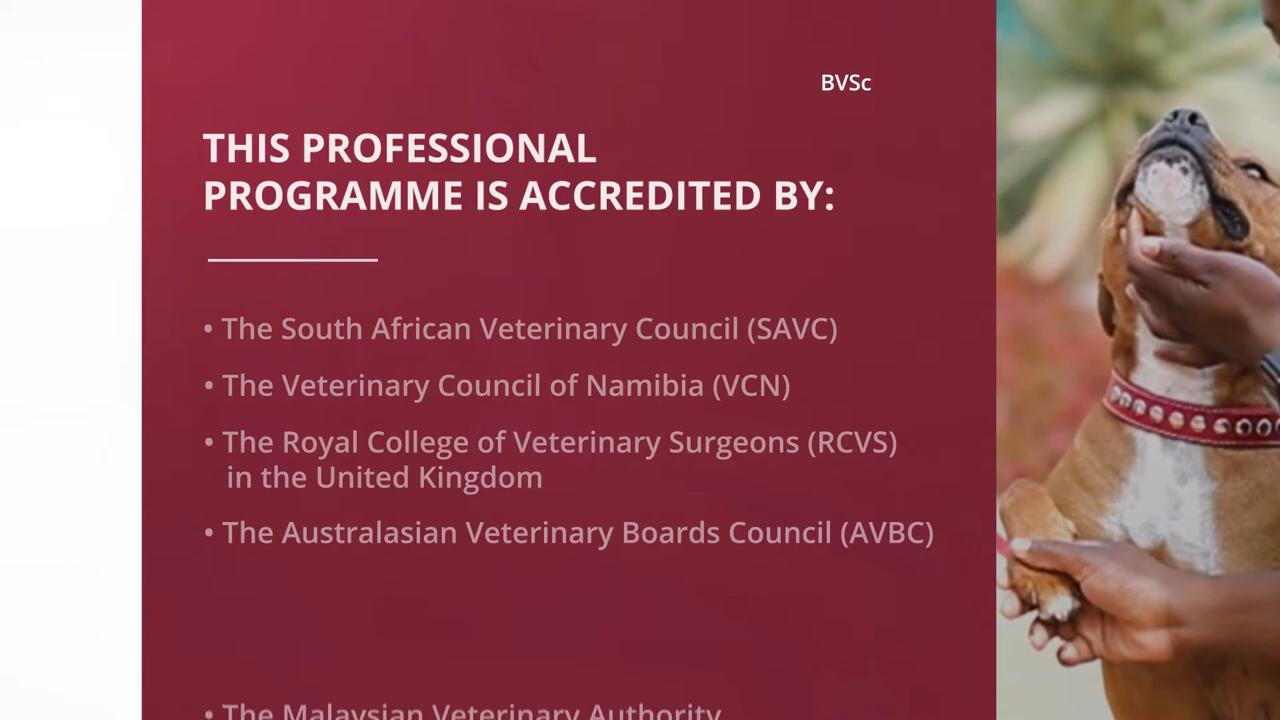 BVSc
THIS PROFESSIONAL
PROGRAMME IS ACCREDITED BY:
• The South African Veterinary Council (SAVC)
• The Veterinary Council of Namibia (VCN)
• The Royal College of Veterinary Surgeons (RCVS)
in the United Kingdom
• The Australasian Veterinary Boards Council (AVBC)
• The Malaysian Veterinary Authority